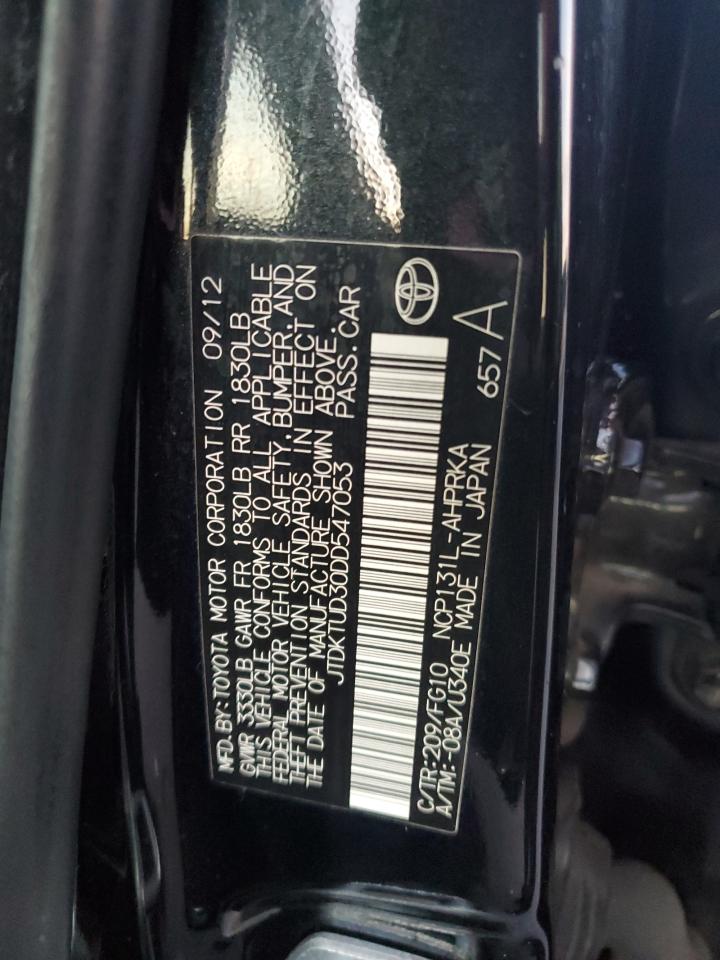 MFD.BY:TOYOTA MOTOR CORPORATION 09/12
GVWR 3330LB GAWR FR 1830LB RR 1830LB
THIS VEHICLE CONFORMS TO ALL APPLICABLE
FEDERAL MOTOR VEHICLE SAFETY,BUMPER,AND
THEFT PREVENTION STANDARDS IN EFFECT ON
THE DATE OF MANUFACTURE SHOWN ABOVE.
JTDKTUD30DD547053 PASS.CAR
C/TR:209/FG10 NCP131L-AHPRKA
A/TM:-08A/U340E MADE IN JAPAN
657 A